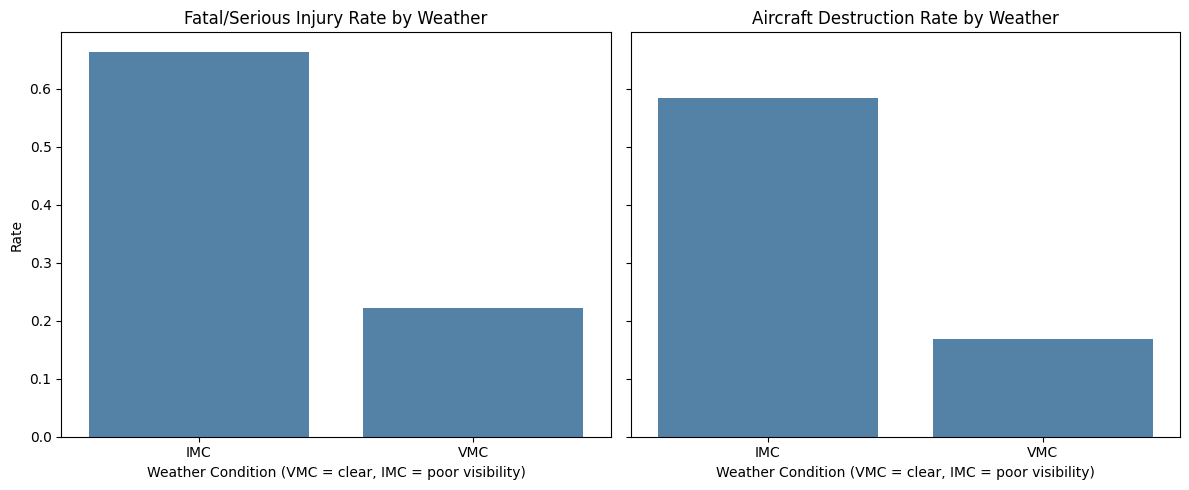 Fatal/Serious Injury Rate by Weather
Rate
0.6
0.5
0.4
0.3
0.2
0.1
0.0
IMC
VMC
Weather Condition (VMC = clear, IMC = poor visibility)
Aircraft Destruction Rate by Weather
IMC
VMC
Weather Condition (VMC = clear, IMC = poor visibility)